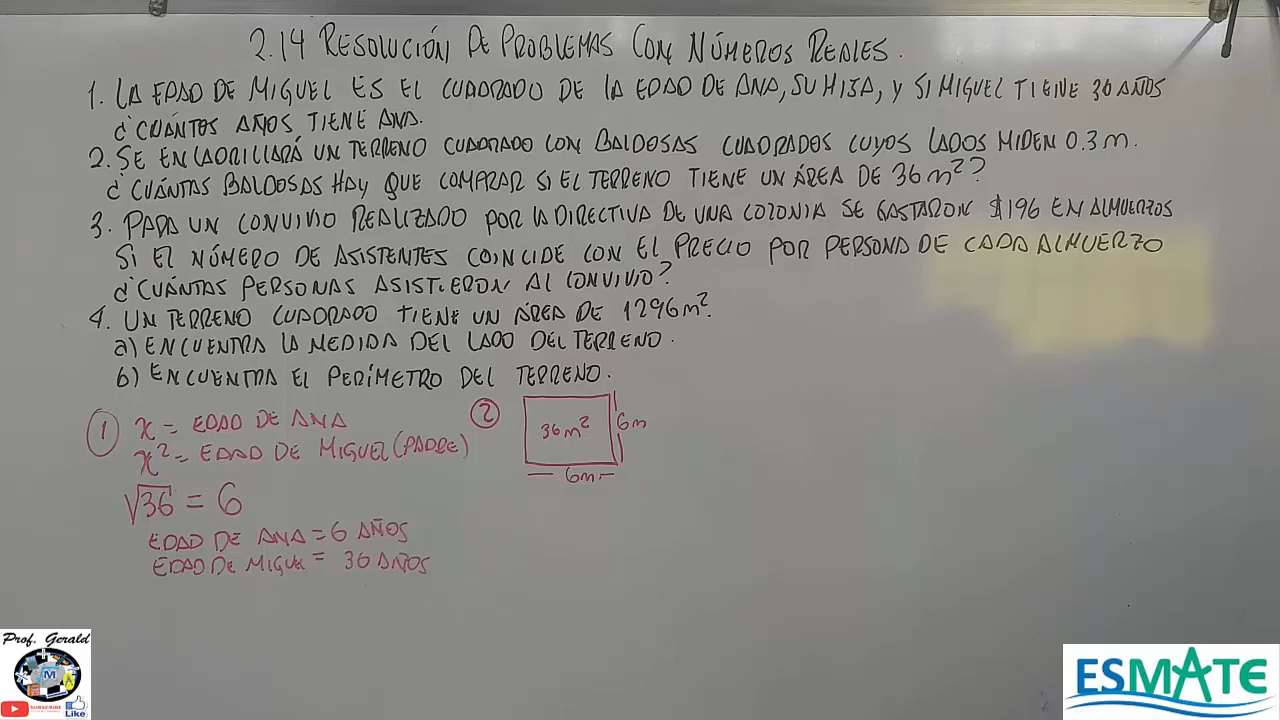 2.14 RESOLUCIÓN DE PROBLEMAS CON NÚMEROS REALES.
1. LA EDAD DE MIGUEL ES EL CUADRADO DE LA EDAD DE ANA, SU HIJA, Y SI MIGUEL TIENE 36 AÑOS
¿CUÁNTOS AÑOS TIENE ANA.
2. SE ENLADRILLARÁ UN TERRENO CUADRADO CON BALDOSAS CUADRADOS CUYOS LADOS MIDEN 0.3 m.
¿CUÁNTAS BALDOSAS HAY QUE COMPRAR SI EL TERRENO TIENE UN ÁREA DE 36 m²?
3. PARA UN CONVIVIO REALIZADO POR LA DIRECTIVA DE UNA COLONIA SE GASTARON $196 EN ALMUERZOS
SI EL NÚMERO DE ASISTENTES COINCIDE CON EL PRECIO POR PERSONA DE CADA ALMUERZO
¿CUÁNTAS PERSONAS ASISTIERON AL CONVIVIO?
4. UN TERRENO CUADRADO TIENE UN ÁREA DE 1296m².
a) ENCUENTRA LA MEDIDA DEL LADO DEL TERRENO.
b) ENCUENTRA EL PERÍMETRO DEL TERRENO.
1 x = EDAD DE ANA
x² = EDAD DE MIGUEL (PADRE)
√36 = 6
EDAD DE ANA = 6 AÑOS
EDAD DE MIGUEL = 36 AÑOS
2
36m²
6m
6m
Prof. Gerald
M
SUBSCRIBE
Like
ESMATE